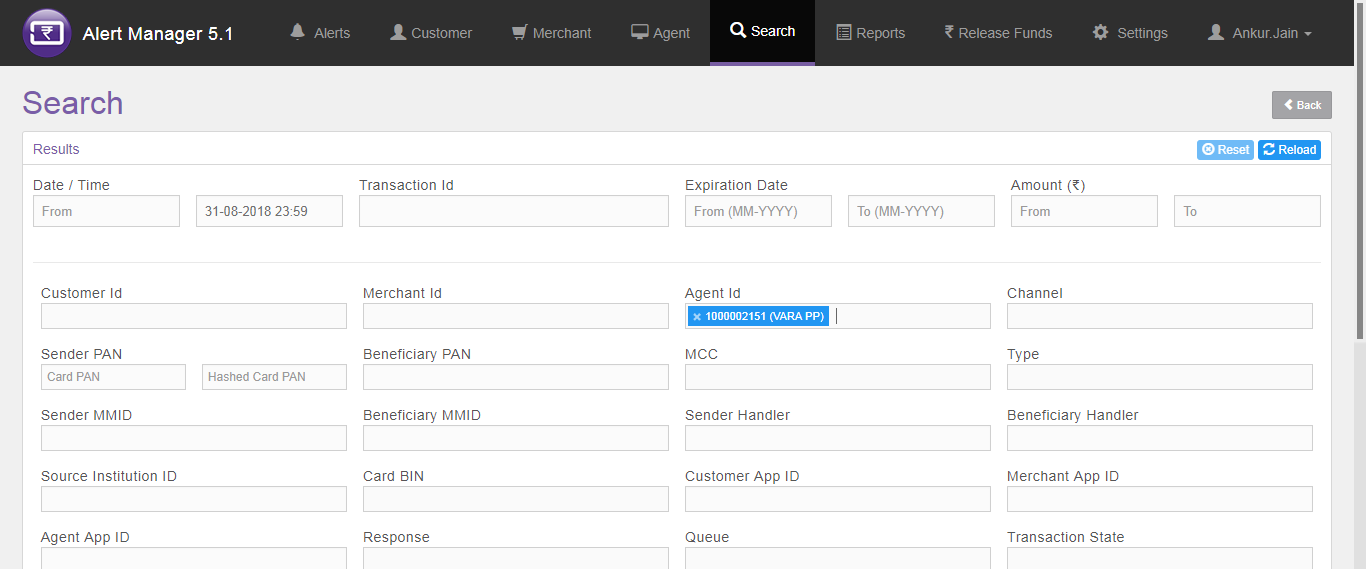 ₹ Alert Manager 5.1 Alerts Customer Merchant Agent Search Reports ₹ Release Funds Settings Ankur.Jain
Search Back
Results Reset Reload
Date / Time Transaction Id Expiration Date Amount (₹)
From 31-08-2018 23:59 From (MM-YYYY) To (MM-YYYY) From To
Customer Id Merchant Id Agent Id Channel
× 1000002151 (VARA PP)
Sender PAN Beneficiary PAN MCC Type
Card PAN Hashed Card PAN
Sender MMID Beneficiary MMID Sender Handler Beneficiary Handler
Source Institution ID Card BIN Customer App ID Merchant App ID
Agent App ID Response Queue Transaction State